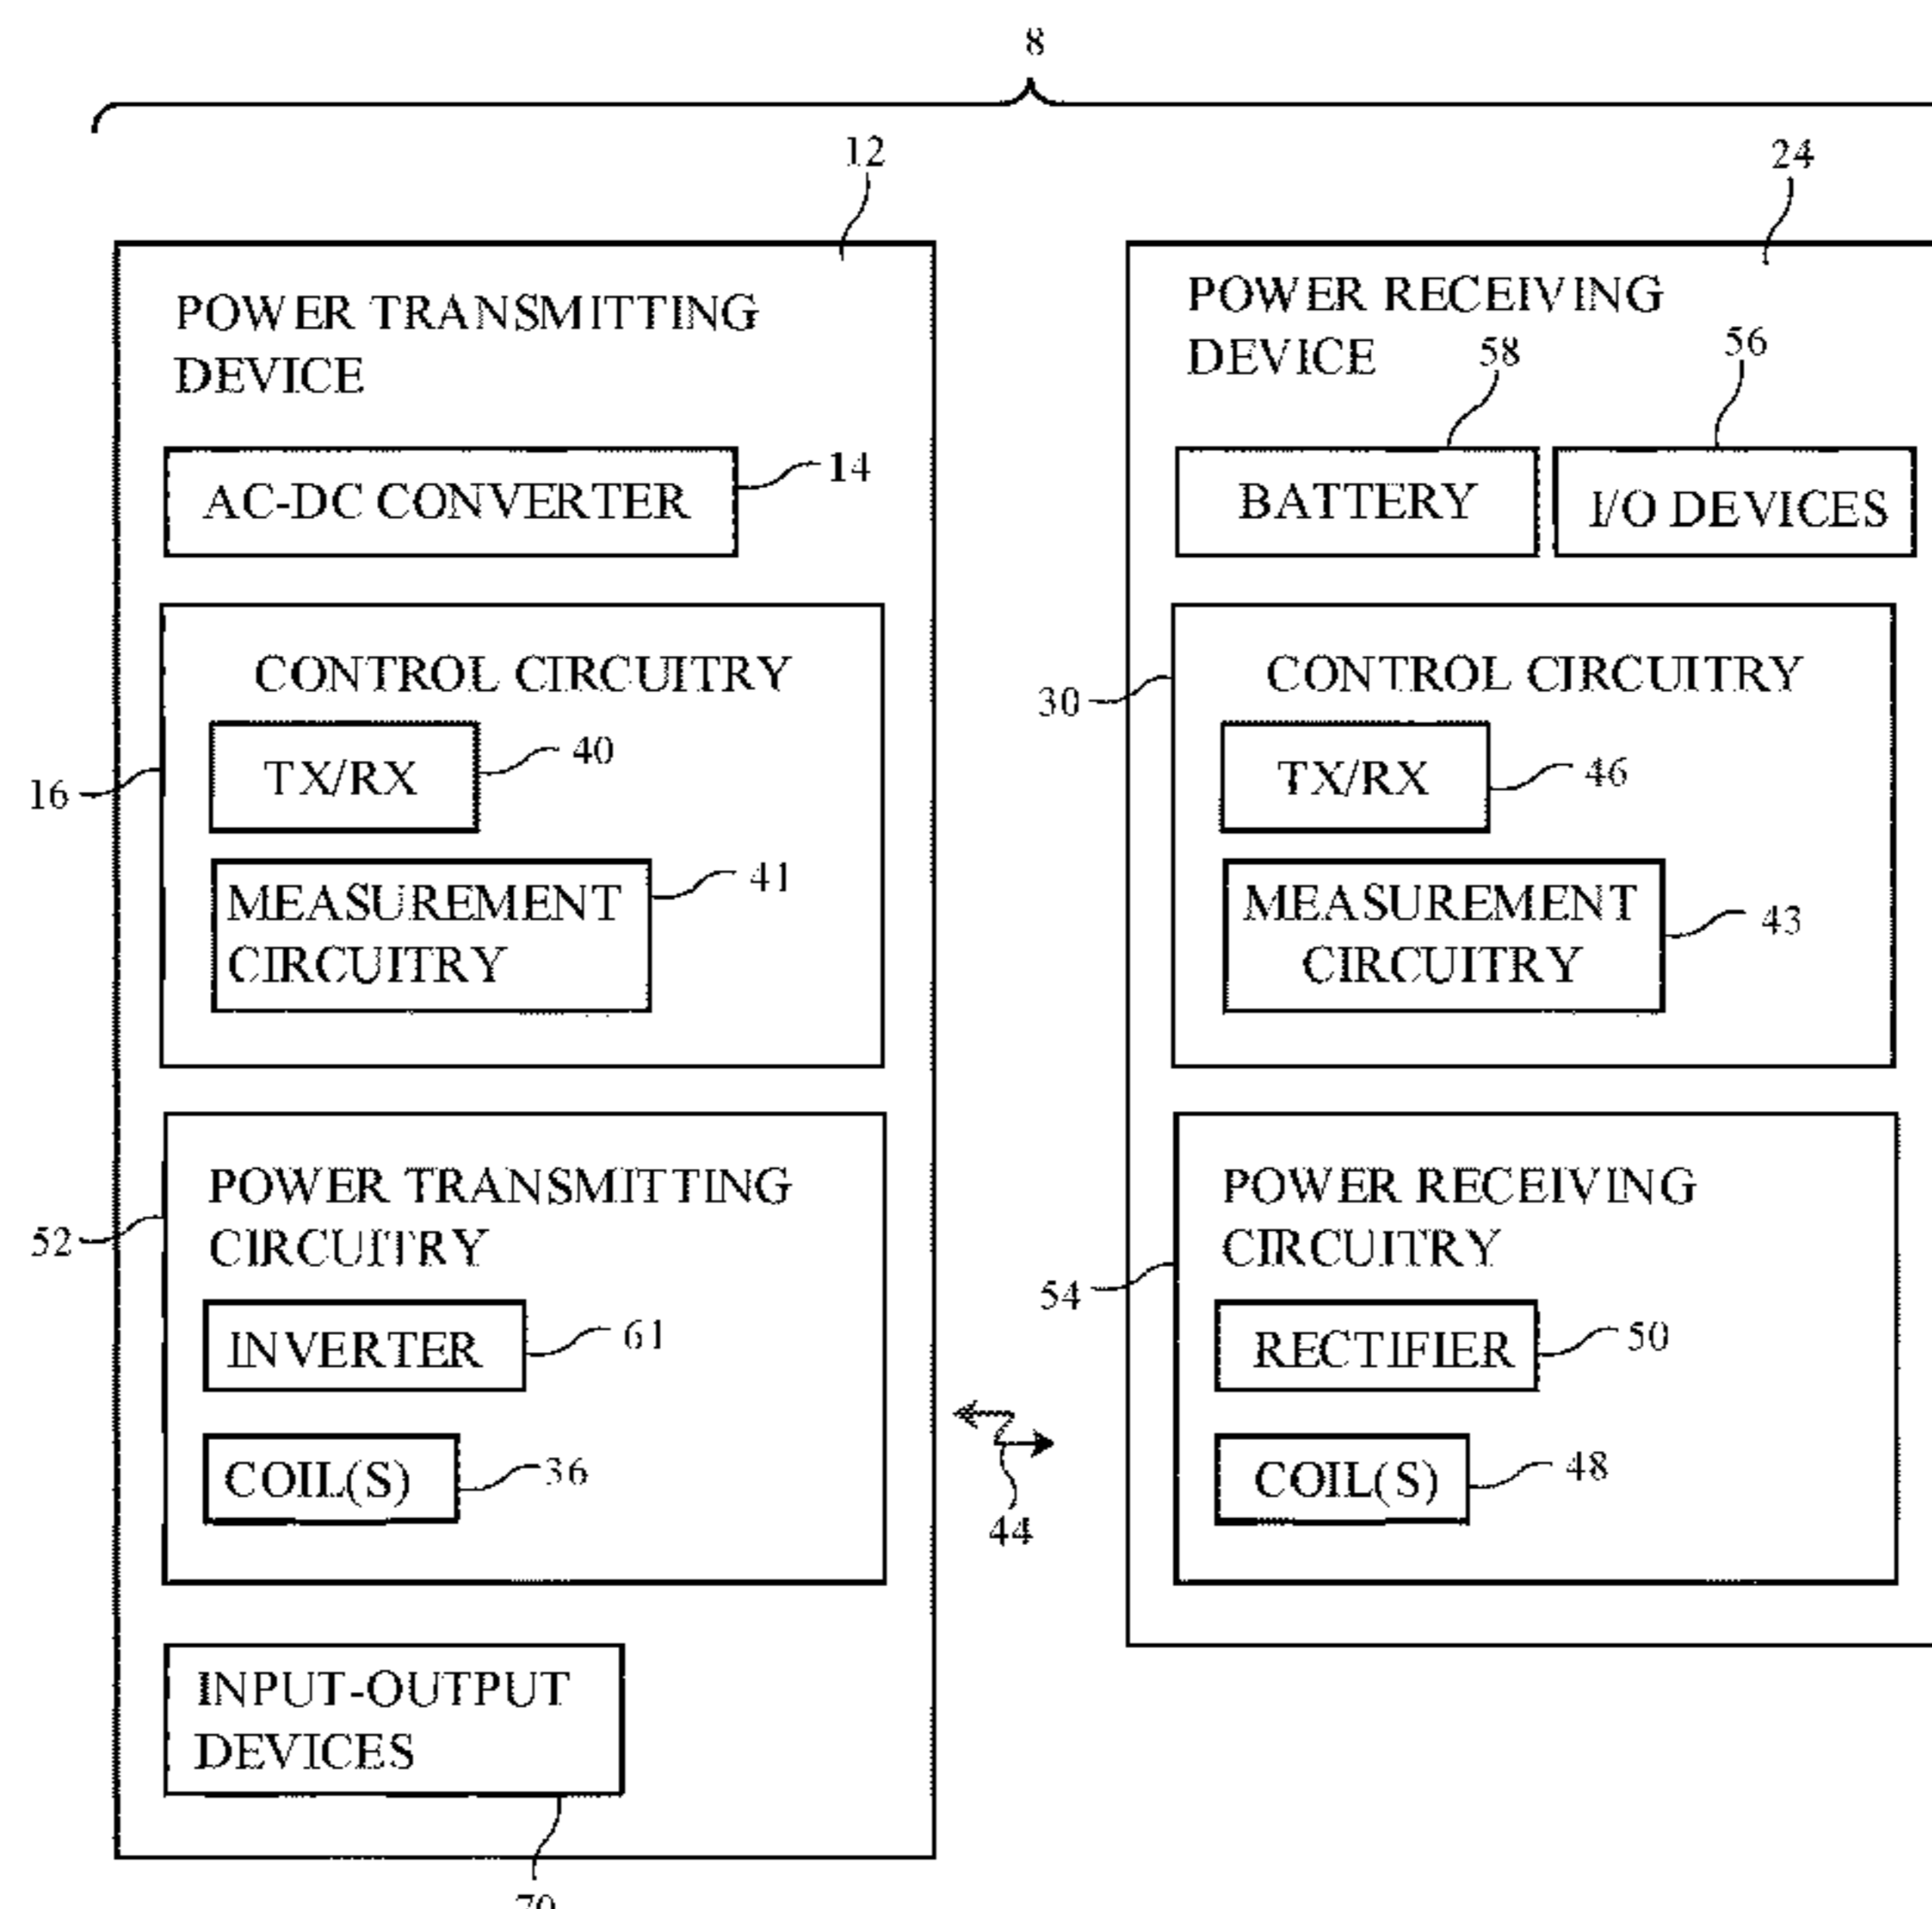 8
12
POWER TRANSMITTING
DEVICE
AC-DC CONVERTER
14
CONTROL CIRCUITRY
TX/RX
40
16
MEASUREMENT
CIRCUITRY
41
POWER TRANSMITTING
CIRCUITRY
52
INVERTER
61
COIL(S)
36
INPUT-OUTPUT
DEVICES
44
24
POWER RECEIVING
DEVICE
58
56
BATTERY
I/O DEVICES
CONTROL CIRCUITRY
30
TX/RX
46
MEASUREMENT
CIRCUITRY
43
POWER RECEIVING
CIRCUITRY
54
RECTIFIER
50
COIL(S)
48